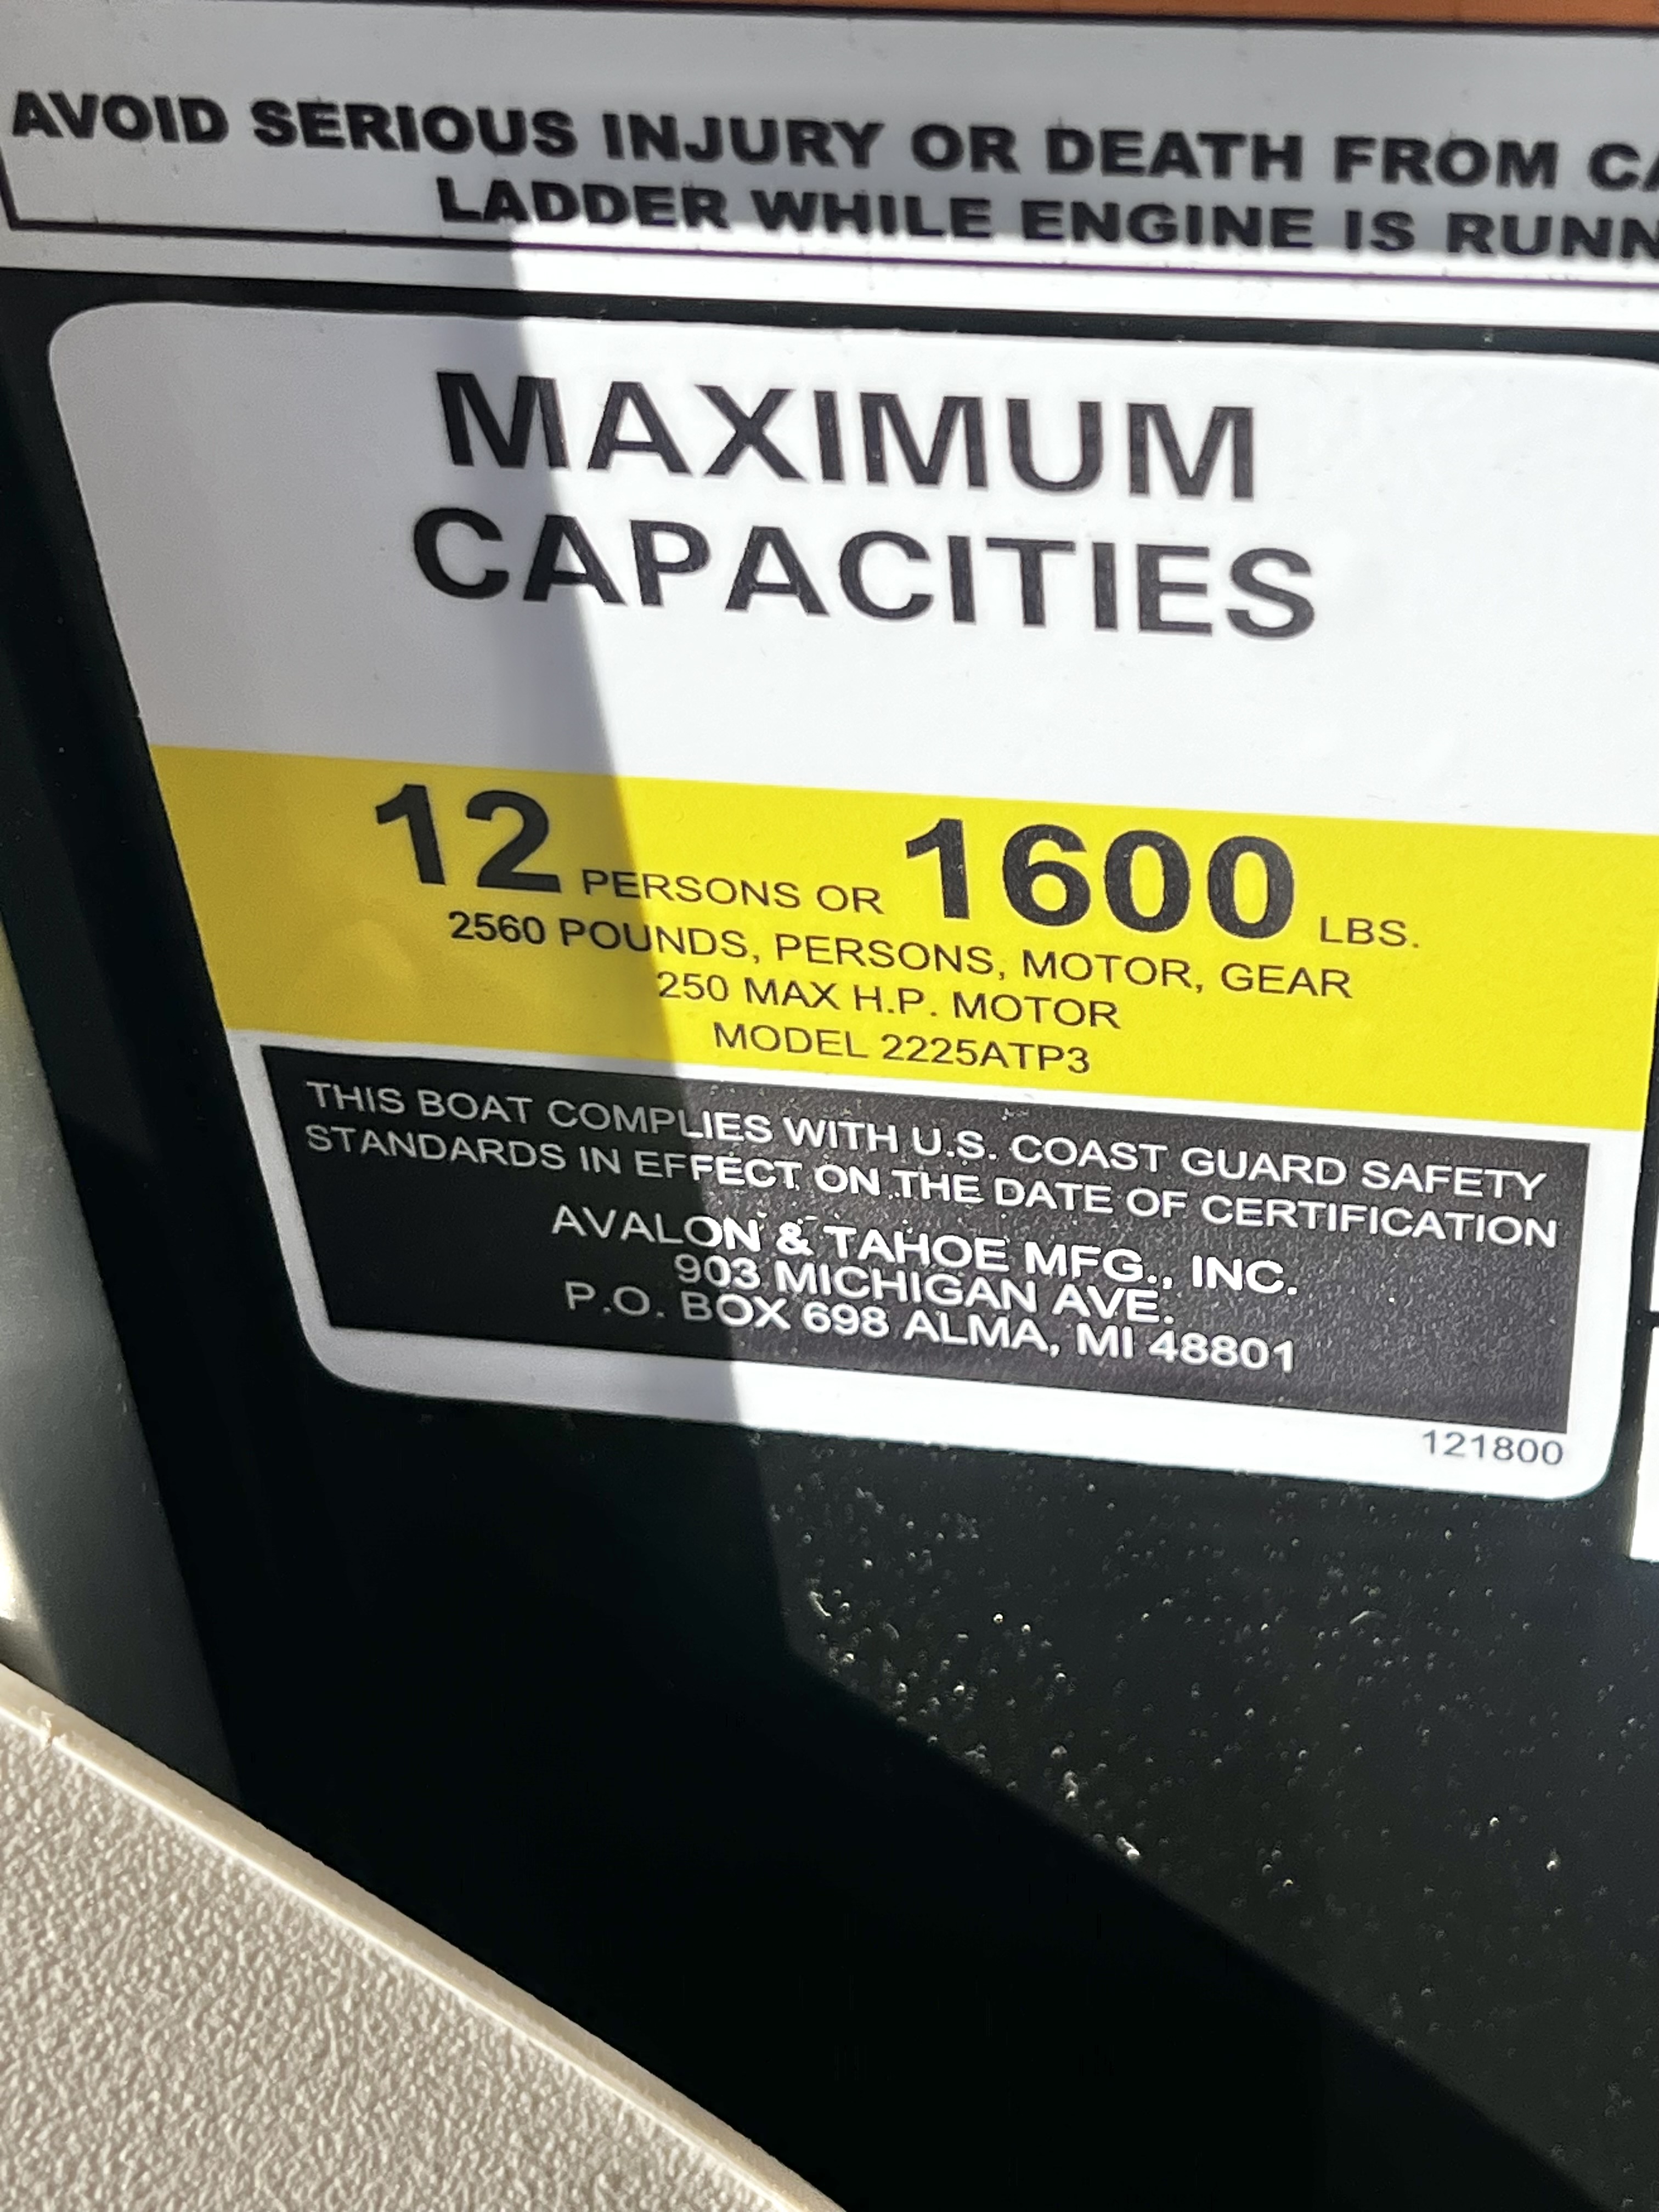 AVOID SERIOUS INJURY OR DEATH FROM
LADDER WHILE ENGINE IS
MAXIMUM
CAPACITIES
12 PERSONS OR 1600 LBS.
2560 POUNDS, PERSONS, MOTOR, GEAR
250 MAX H.P. MOTOR
MODEL 2225ATP3
THIS BOAT COMPLIES WITH U.S. COAST GUARD SAFETY
STANDARDS IN EFFECT ON THE DATE OF CERTIFICATION
AVALON & TAHOE MFG., INC.
903 MICHIGAN AVE.
P.O. BOX 698 ALMA, MI 48801
121800